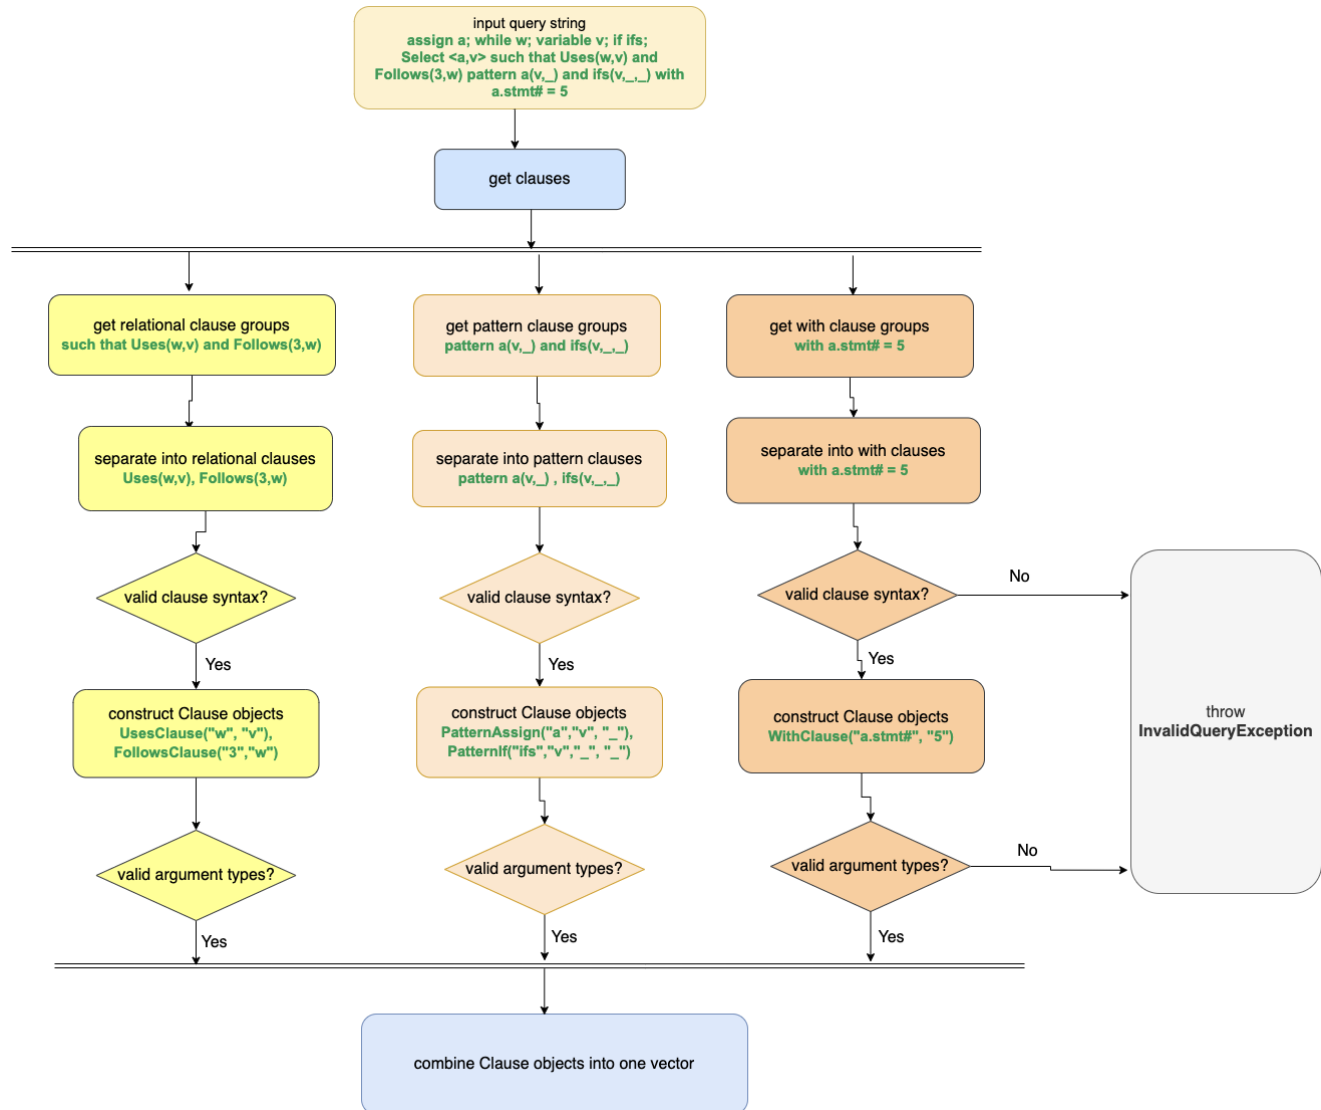 input query string
assign a; while w; variable v; if ifs;
Select <a,v> such that Uses(w,v) and
Follows(3,w) pattern a(v,_) and ifs(v,_,_) with
a.stmt# = 5
get clauses
get relational clause groups
such that Uses(w,v) and Follows(3,w)
get pattern clause groups
pattern a(v,_) and ifs(v,_,_)
get with clause groups
with a.stmt# = 5
separate into relational clauses
Uses(w,v), Follows(3,w)
separate into pattern clauses
pattern a(v,_) , ifs(v,_,_)
separate into with clauses
with a.stmt# = 5
valid clause syntax?
valid clause syntax?
valid clause syntax?
No
Yes
Yes
Yes
construct Clause objects
UsesClause("w", "v"),
FollowsClause("3","w")
construct Clause objects
PatternAssign("a","v", "_"),
PatternIf("ifs","v","_", "_")
construct Clause objects
WithClause("a.stmt#", "5")
throw
InvalidQueryException
valid argument types?
valid argument types?
valid argument types?
No
Yes
Yes
Yes
combine Clause objects into one vector